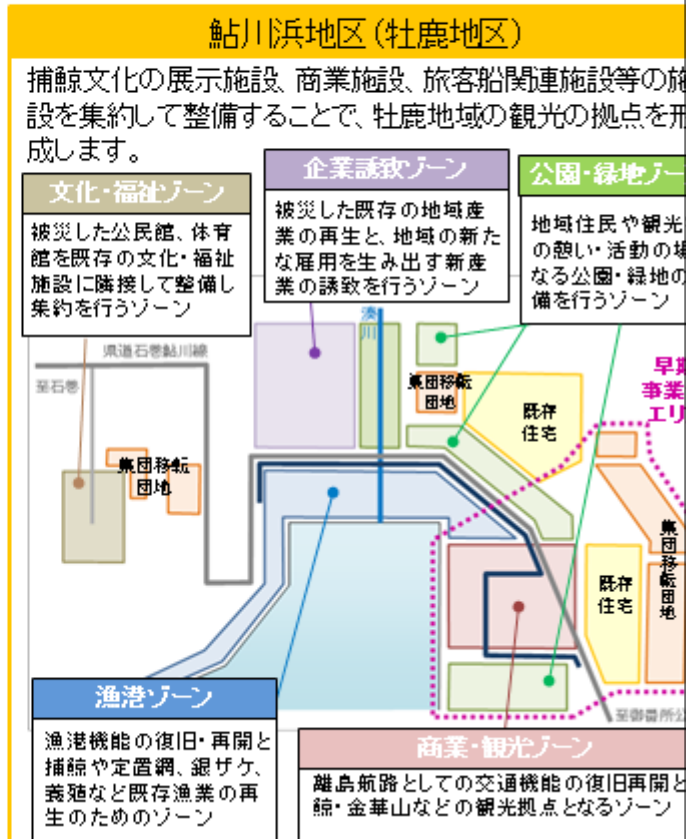 鮎川浜地区(牡鹿地区)
捕鯨文化の展示施設、商業施設、旅客船関連施設等の施
設を集約して整備することで、牡鹿地域の観光の拠点を形
成します。
文化・福祉ゾーン
被災した公民館、体育
館を既存の文化・福祉
施設に隣接して整備し
集約を行うゾーン
企業誘致ゾーン
被災した既存の地域産
業の再生と、地域の新た
な雇用を生み出す新産
業の誘致を行うゾーン
公園・緑地ゾー
地域住民や観光
の憩い・活動の場
なる公園・緑地の
備を行うゾーン
県道石巻鮎川線
至石巻
湊川
集団移転
団地
既存
住宅
早期
事業
エリ
集団移転
団地
集団移転団地
既存
住宅
至御番所公
漁港ゾーン
漁港機能の復旧・再開と
捕鯨や定置網、銀ザケ、
養殖など既存漁業の再
生のためのゾーン
商業・観光ゾーン
離島航路としての交通機能の復旧再開と
鯨・金華山などの観光拠点となるゾーン